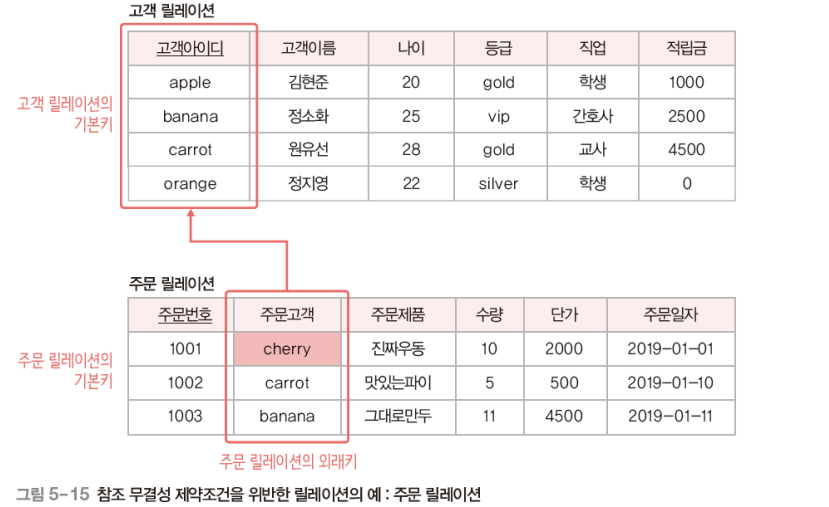 고객 릴레이션
고객아이디 고객이름 나이 등급 직업 적립금
apple 김현준 20 gold 학생 1000
고객 릴레이션의
기본키
banana 정소화 25 vip 간호사 2500
carrot 원유선 28 gold 교사 4500
orange 정지영 22 silver 학생 0
주문 릴레이션
주문번호 주문고객 주문제품 수량 단가 주문일자
1001 cherry 진짜우동 10 2000 2019-01-01
주문 릴레이션의
기본키
1002 carrot 맛있는파이 5 500 2019-01-10
1003 banana 그대로만두 11 4500 2019-01-11
주문 릴레이션의 외래키
그림 5-15 참조 무결성 제약조건을 위반한 릴레이션의 예 : 주문 릴레이션